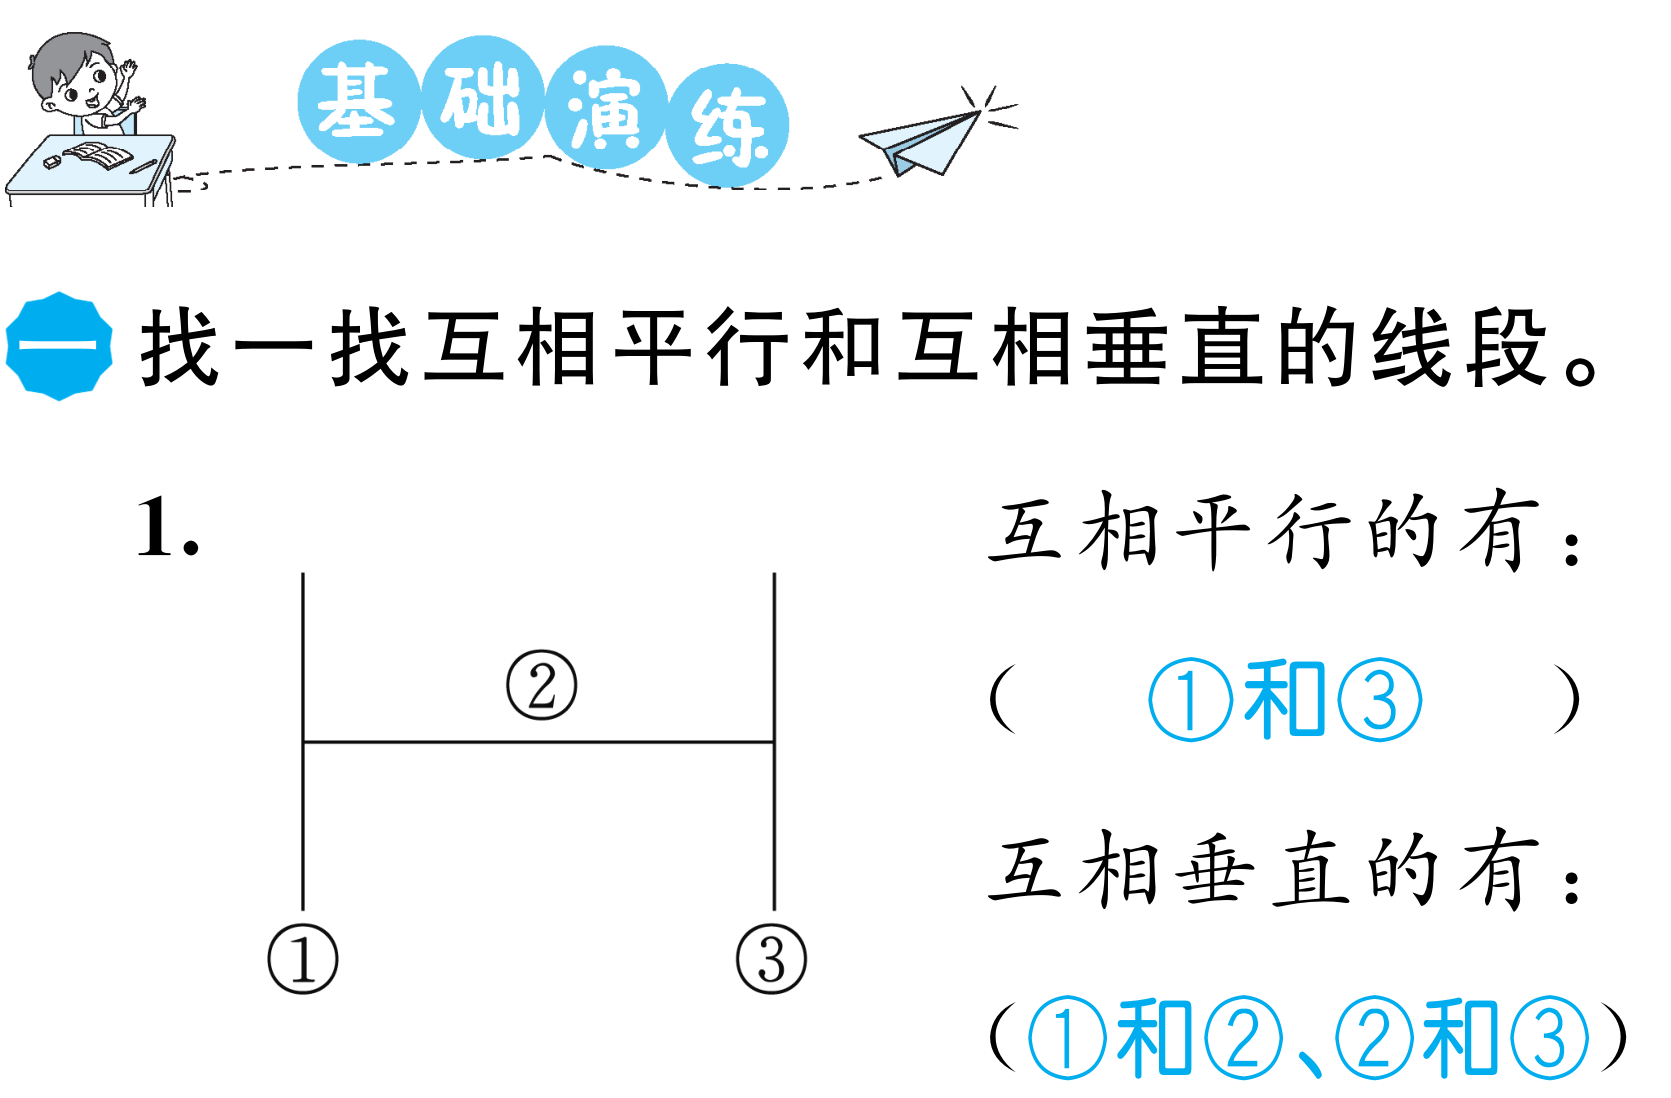 基础演练
一 找一找互相平行和互相垂直的线段。
1.
②
① ③
互相平行的有：
( ①和③ )
互相垂直的有：
(①和②、②和③)